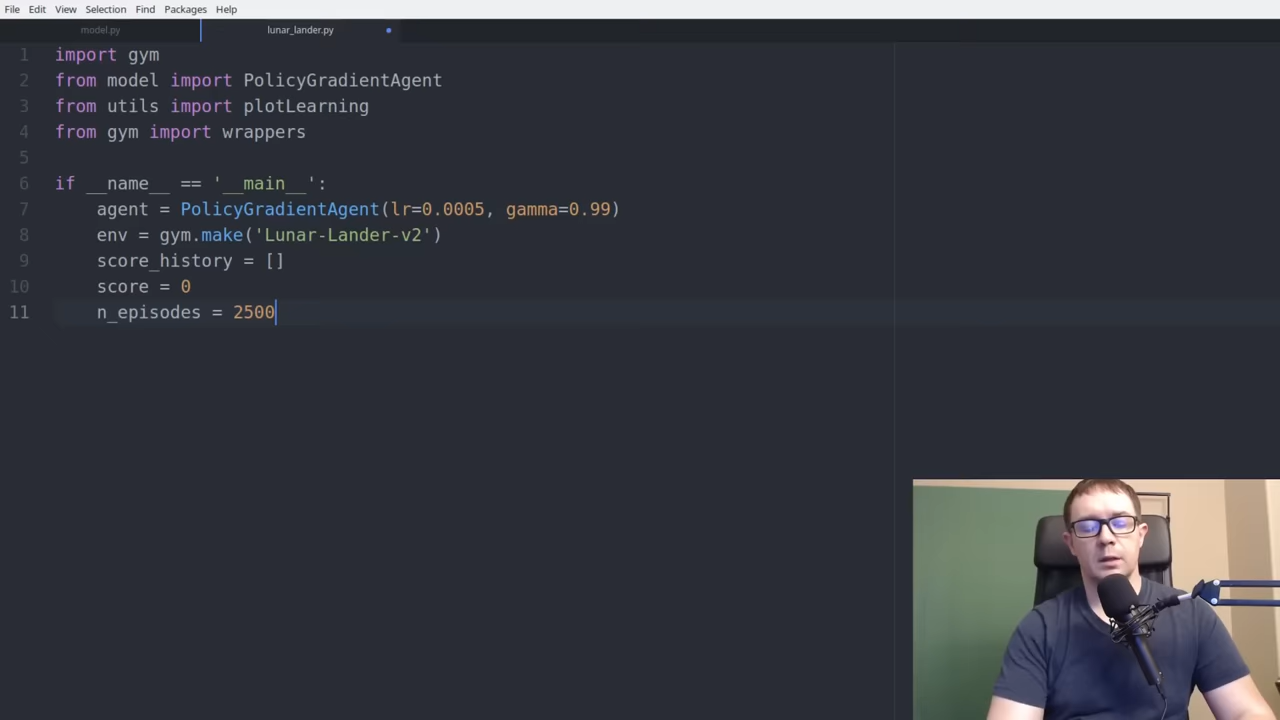 File Edit View Selection Find Packages Help
model.py lunar_lander.py
1 import gym
2 from model import PolicyGradientAgent
3 from utils import plotLearning
4 from gym import wrappers
5
6 if __name__ == '__main__':
7 agent = PolicyGradientAgent(lr=0.0005, gamma=0.99)
8 env = gym.make('Lunar-Lander-v2')
9 score_history = []
10 score = 0
11 n_episodes = 2500